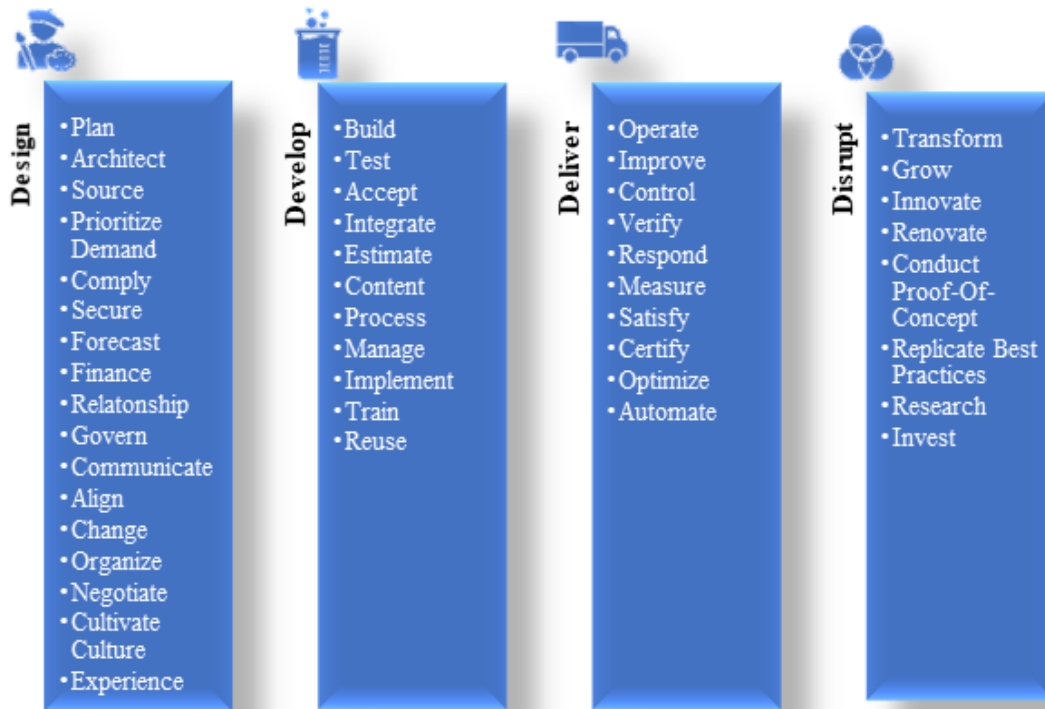 Design
•Plan
•Architect
•Source
•Prioritize
Demand
•Comply
•Secure
•Forecast
•Finance
•Relatonship
•Govern
•Communicate
•Align
•Change
•Organize
•Negotiate
•Cultivate
Culture
•Experience
Develop
•Build
•Test
•Accept
•Integrate
•Estimate
•Content
•Process
•Manage
•Implement
•Train
•Reuse
Deliver
•Operate
•Improve
•Control
•Verify
•Respond
•Measure
•Satisfy
•Certify
•Optimize
•Automate
Disrupt
•Transform
•Grow
•Innovate
•Renovate
•Conduct
Proof-Of-
Concept
•Replicate Best
Practices
•Research
•Invest